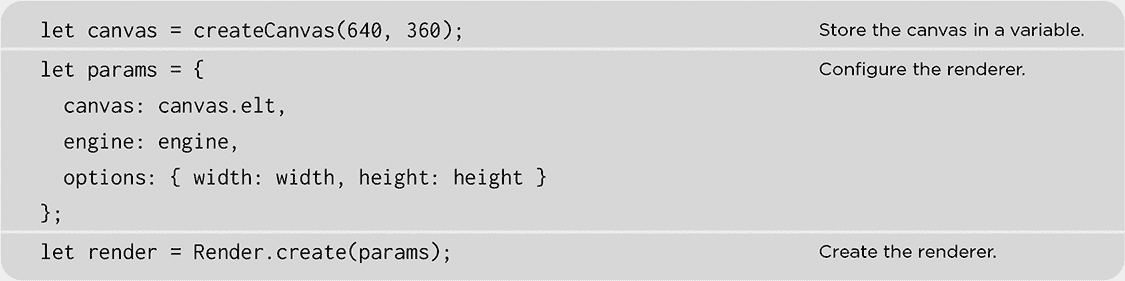 let canvas = createCanvas(640, 360); Store the canvas in a variable.
let params = { Configure the renderer.
canvas: canvas.elt,
engine: engine,
options: { width: width, height: height }
};
let render = Render.create(params); Create the renderer.